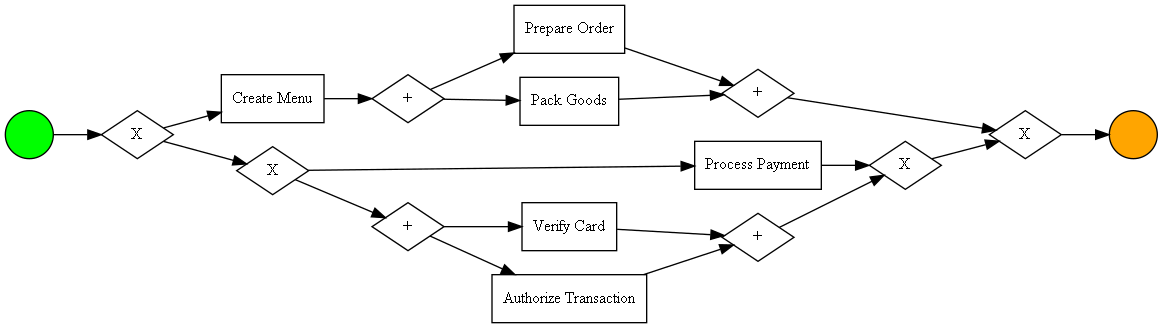 Prepare Order
Create Menu
+
Pack Goods
+
X
X
X
Process Payment
X
+
Verify Card
+
Authorize Transaction